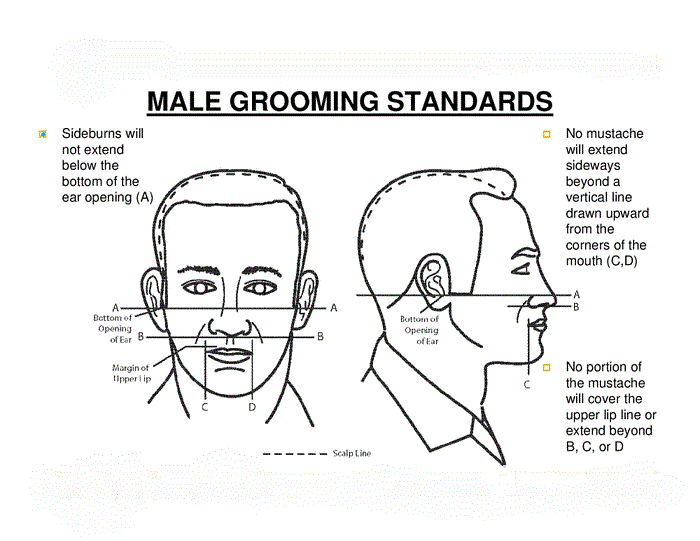 MALE GROOMING STANDARDS
Sideburns will
not extend
below the
bottom of the
ear opening (A)
No mustache
will extend
sideways
beyond a
vertical line
drawn upward
from the
corners of the
mouth (C,D)
A
A
Bottom of
Opening
of Ear
B
B
Margin of
Upper Lip
C
D
A
B
Bottom of
Opening
of Ear
C
No portion of
the mustache
will cover the
upper lip line or
extend beyond
B, C, or D
Scalp Line